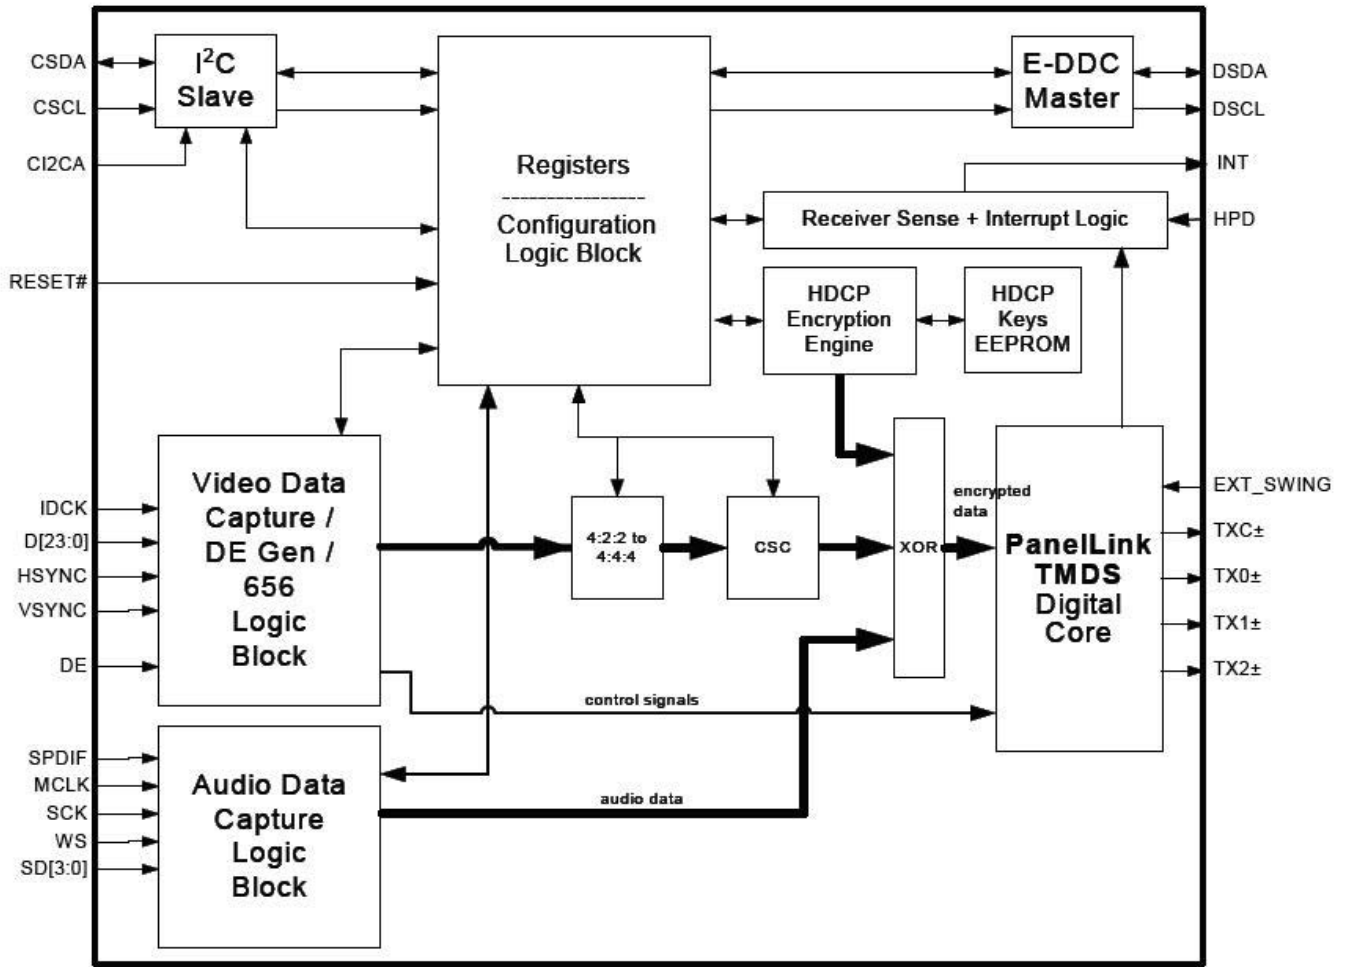 CSDA
CSCL
CI2CA
RESET#
IDCK
D[23:0]
HSYNC
VSYNC
DE
SPDIF
MCLK
SCK
WS
SD[3:0]
I²C
Slave
Registers
----------------
Configuration
Logic Block
E-DDC
Master
Receiver Sense + Interrupt Logic
HDCP
Encryption
Engine
HDCP
Keys
EEPROM
Video Data
Capture /
DE Gen /
656
Logic
Block
4:2:2 to
4:4:4
CSC
XOR
encrypted
data
PanelLink
TMDS
Digital
Core
control signals
Audio Data
Capture
Logic
Block
audio data
DSDA
DSCL
INT
HPD
EXT_SWING
TXC±
TX0±
TX1±
TX2±